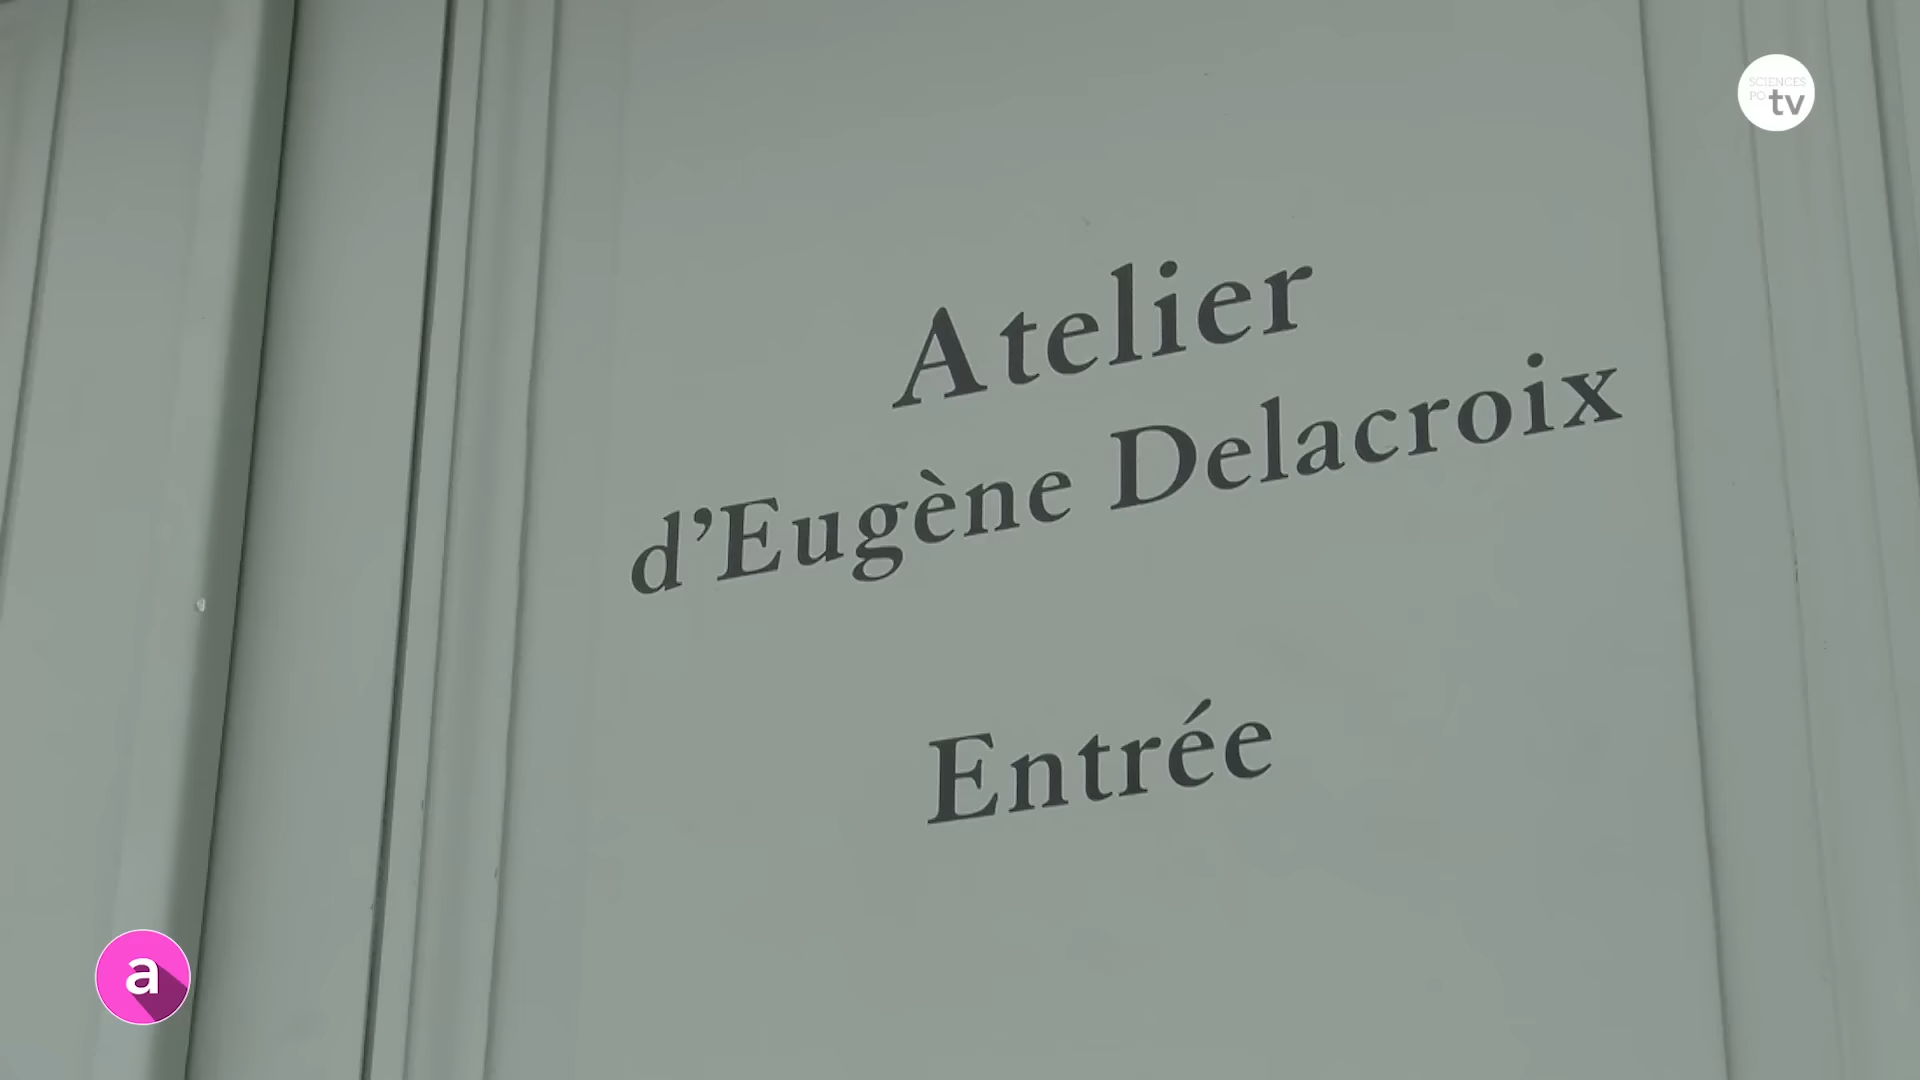 SCIENCES
PO tv
Atelier
d’Eugène Delacroix
Entrée
a